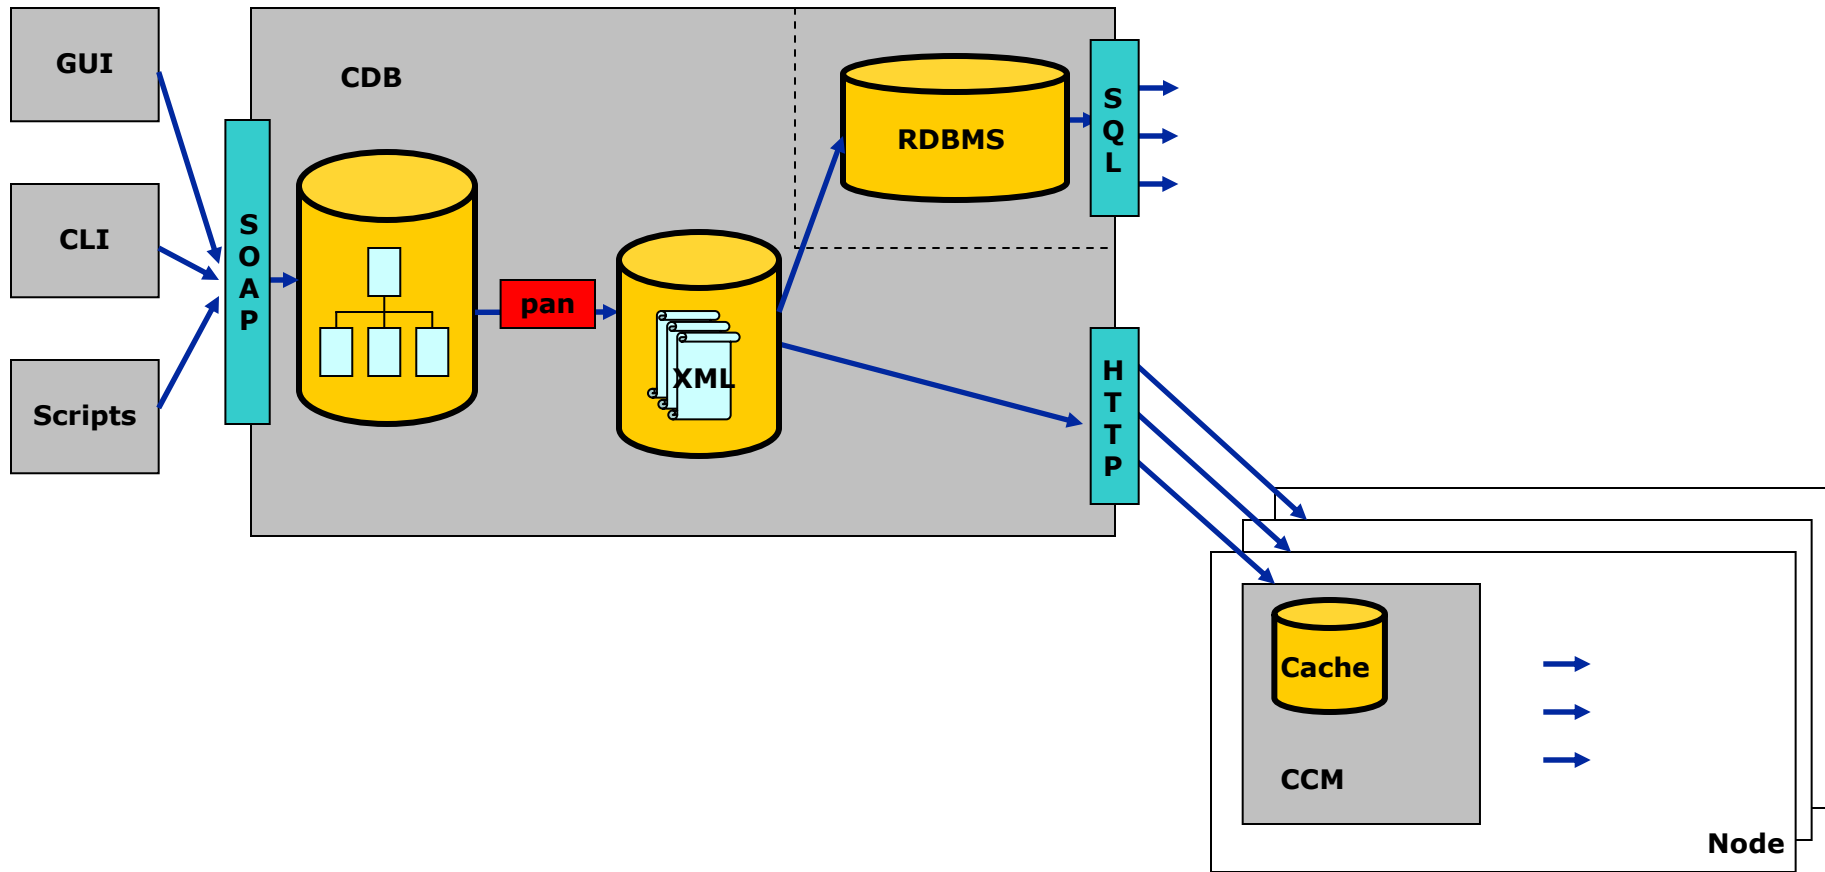 GUI
CDB
CLI
Scripts
S
O
A
P
pan
XML
RDBMS
S
Q
L
H
T
T
P
Cache
CCM
Node